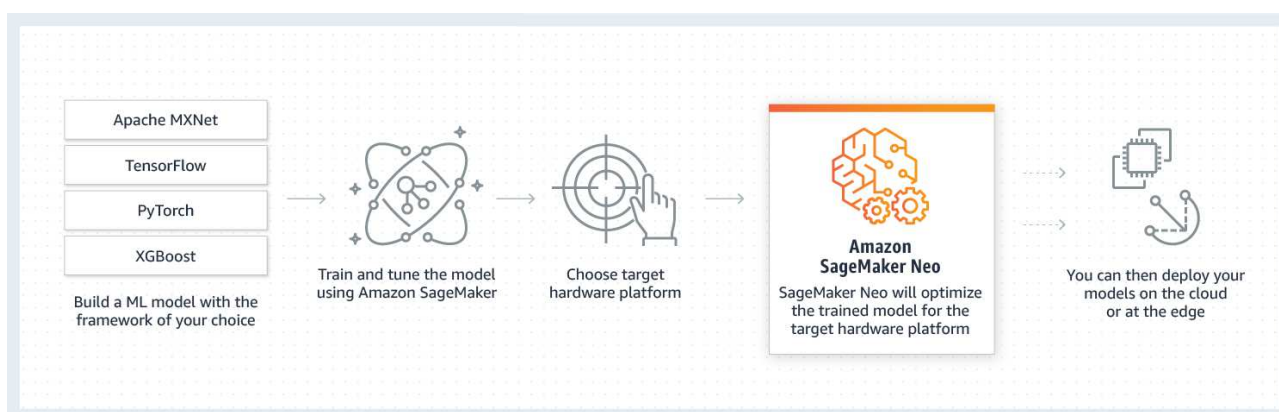 Apache MXNet
TensorFlow
PyTorch
XGBoost
Build a ML model with the
framework of your choice
Train and tune the model
using Amazon SageMaker
Choose target
hardware platform
Amazon
SageMaker Neo
SageMaker Neo will optimize
the trained model for the
target hardware platform
You can then deploy your
models on the cloud
or at the edge